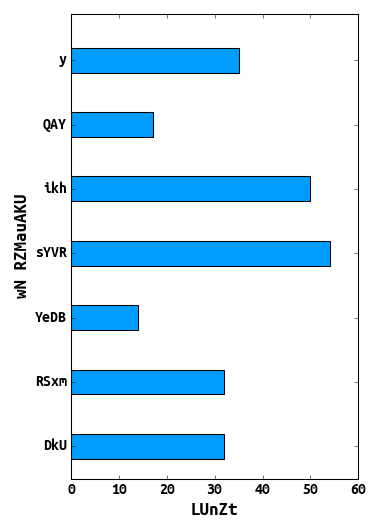 y
QAY
ikh
sYVR
YeDB
RSxm
DkU
wN RZMauAKU
0 10 20 30 40 50 60
LUnZt